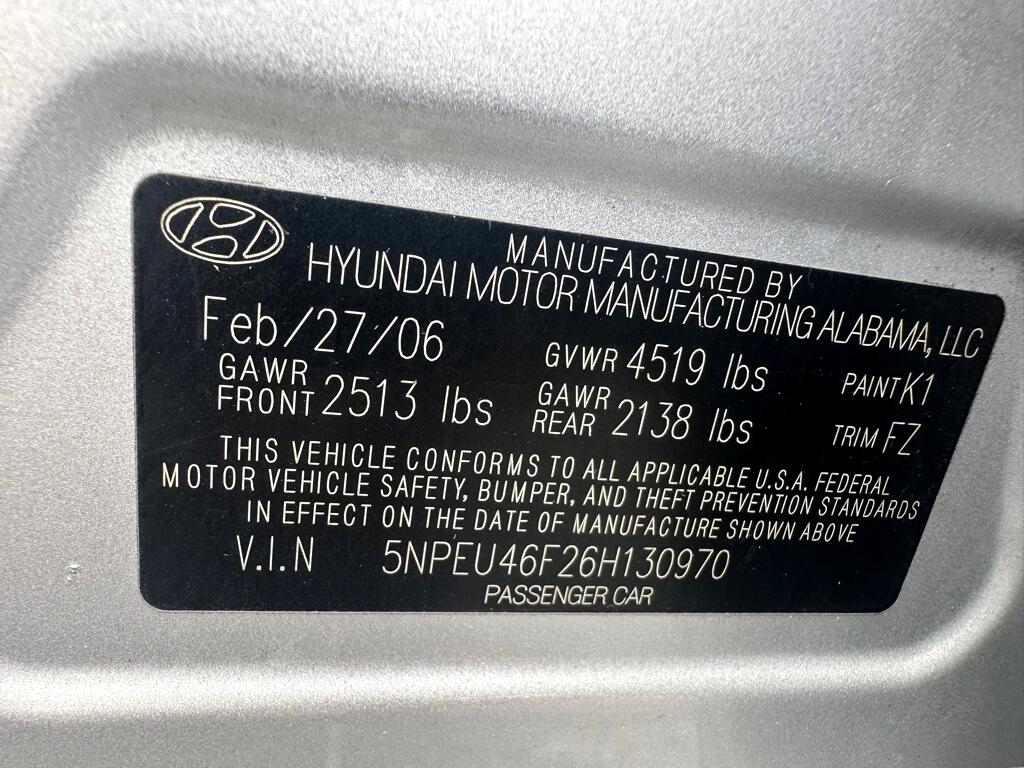 MANUFACTURED BY
HYUNDAI MOTOR MANUFACTURING ALABAMA, LLC
Feb/27/06 GVWR 4519 lbs PAINT K1
GAWR FRONT 2513 lbs GAWR REAR 2138 lbs TRIM FZ
THIS VEHICLE CONFORMS TO ALL APPLICABLE U.S.A. FEDERAL
MOTOR VEHICLE SAFETY, BUMPER, AND THEFT PREVENTION STANDARDS
IN EFFECT ON THE DATE OF MANUFACTURE SHOWN ABOVE
V.I.N 5NPEU46F26H130970
PASSENGER CAR